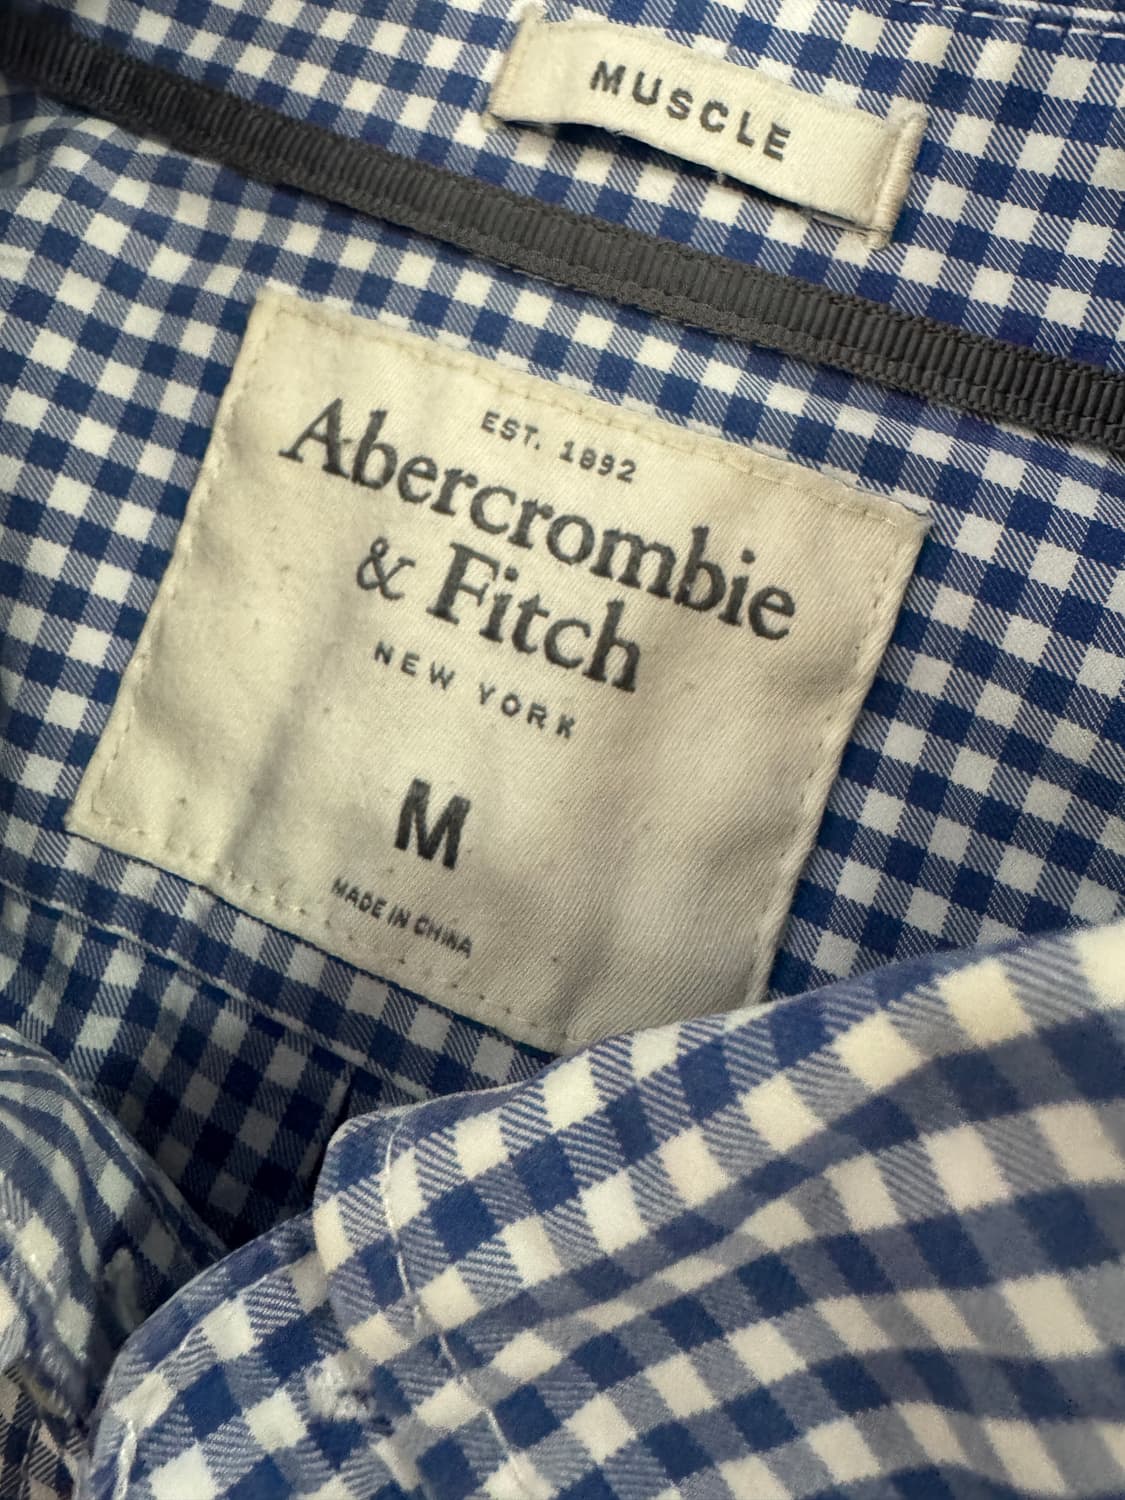 MUSCLE
EST. 1892
Abercrombie
& Fitch
NEW YORK
M
MADE IN CHINA